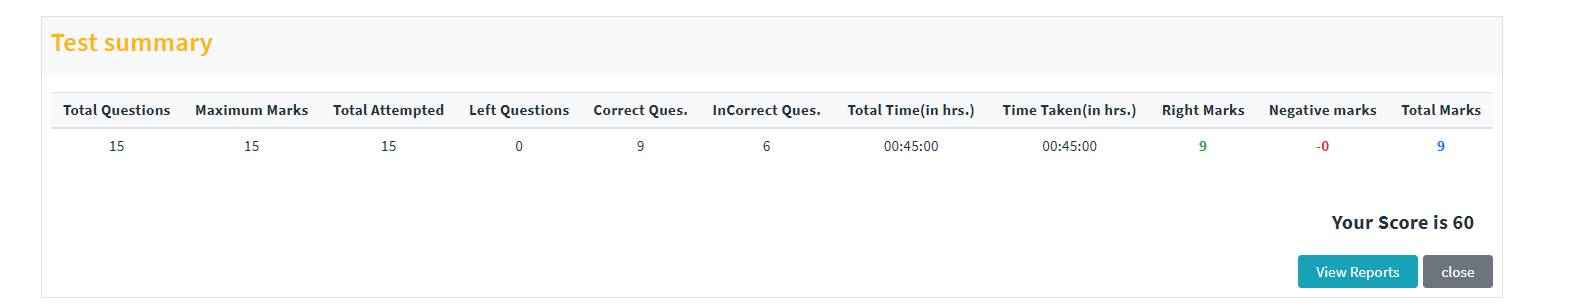 Test summary
Total Questions Maximum Marks Total Attempted Left Questions Correct Ques. InCorrect Ques. Total Time(in hrs.) Time Taken(in hrs.) Right Marks Negative marks Total Marks
15 15 15 0 9 6 00:45:00 00:45:00 9 -0 9
Your Score is 60
View Reports close